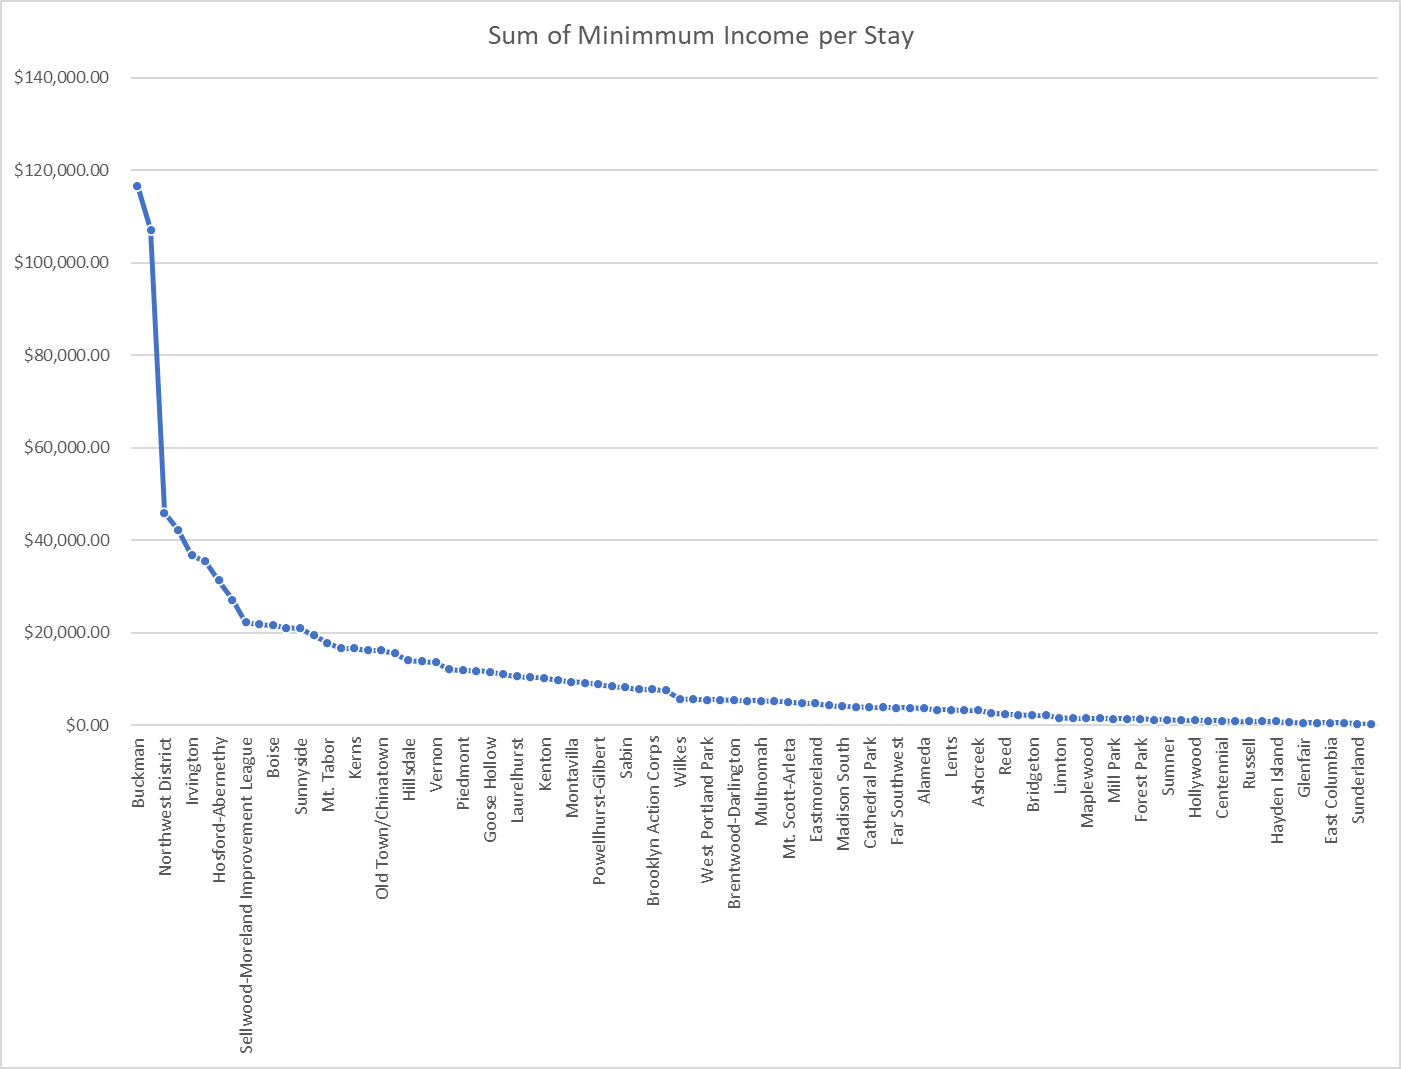 Sum of Minimmum Income per Stay
$140,000.00
$120,000.00
$100,000.00
$80,000.00
$60,000.00
$40,000.00
$20,000.00
$0.00
Buckman
Northwest District
Irvington
Hosford-Abernethy
Sellwood-Moreland Improvement League
Boise
Sunnyside
Mt. Tabor
Kerns
Old Town/Chinatown
Hillsdale
Vernon
Piedmont
Goose Hollow
Laurelhurst
Kenton
Montavilla
Powellhurst-Gilbert
Sabin
Brooklyn Action Corps
Wilkes
West Portland Park
Brentwood-Darlington
Multnomah
Mt. Scott-Arleta
Eastmoreland
Madison South
Cathedral Park
Far Southwest
Alameda
Lents
Ashcreek
Reed
Bridgeton
Linnton
Maplewood
Mill Park
Forest Park
Sumner
Hollywood
Centennial
Russell
Hayden Island
Glenfair
East Columbia
Sunderland